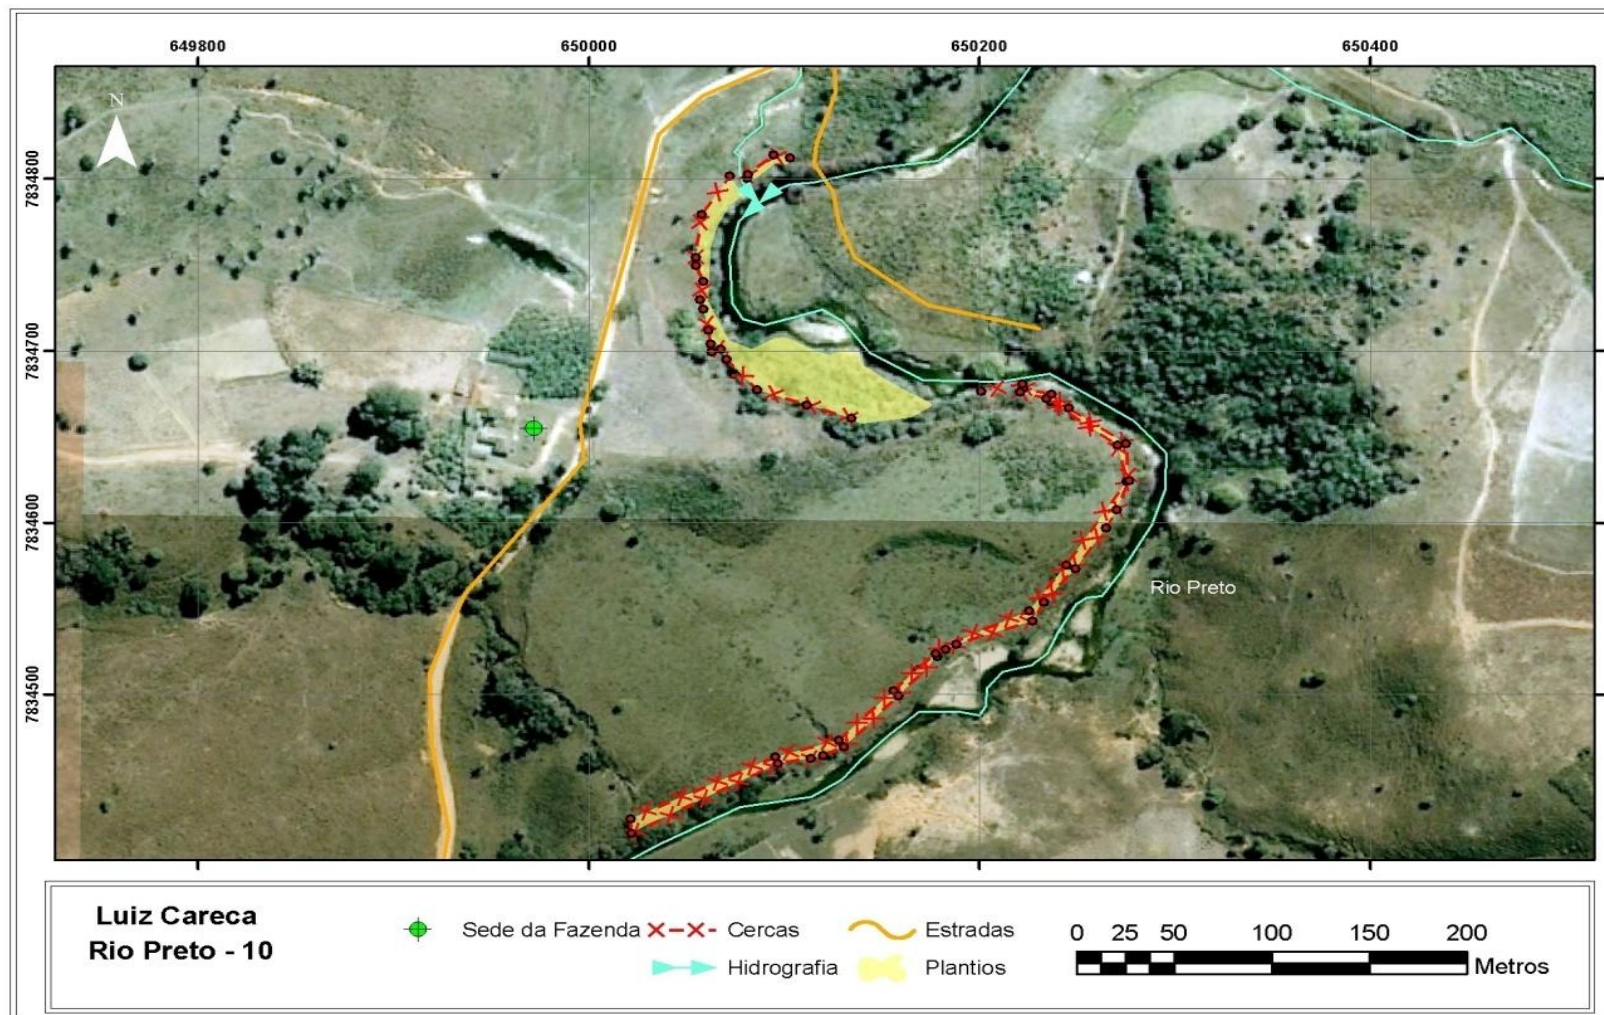 649800 650000 650200 650400
N
7834800
7834700
7834600
7834500
Rio Preto
Luiz Careca
Rio Preto - 10
Sede da Fazenda
Cercas
Estradas
Hidrografia
Plantios
0 25 50 100 150 200
Metros